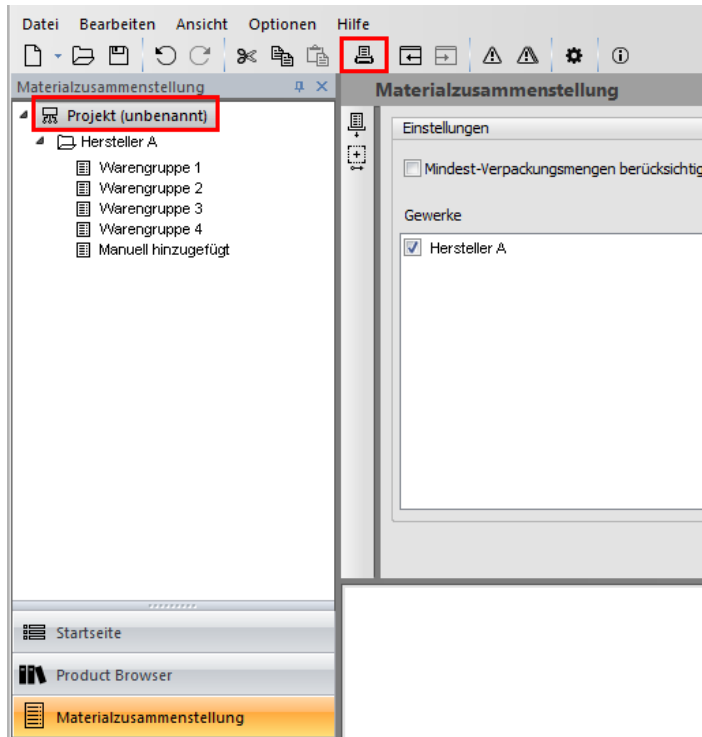 Datei Bearbeiten Ansicht Optionen Hilfe
Materialzusammenstellung
Projekt (unbenannt)
Hersteller A
Warengruppe 1
Warengruppe 2
Warengruppe 3
Warengruppe 4
Manuell hinzugefügt
Startseite
Product Browser
Materialzusammenstellung
Materialzusammenstellung
Einstellungen
Mindest-Verpackungsmengen berücksichtig
Gewerke
Hersteller A